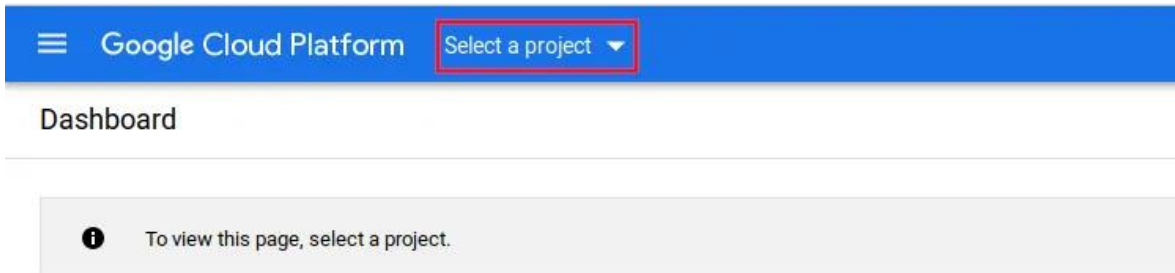 Google Cloud Platform Select a project
Dashboard
To view this page, select a project.